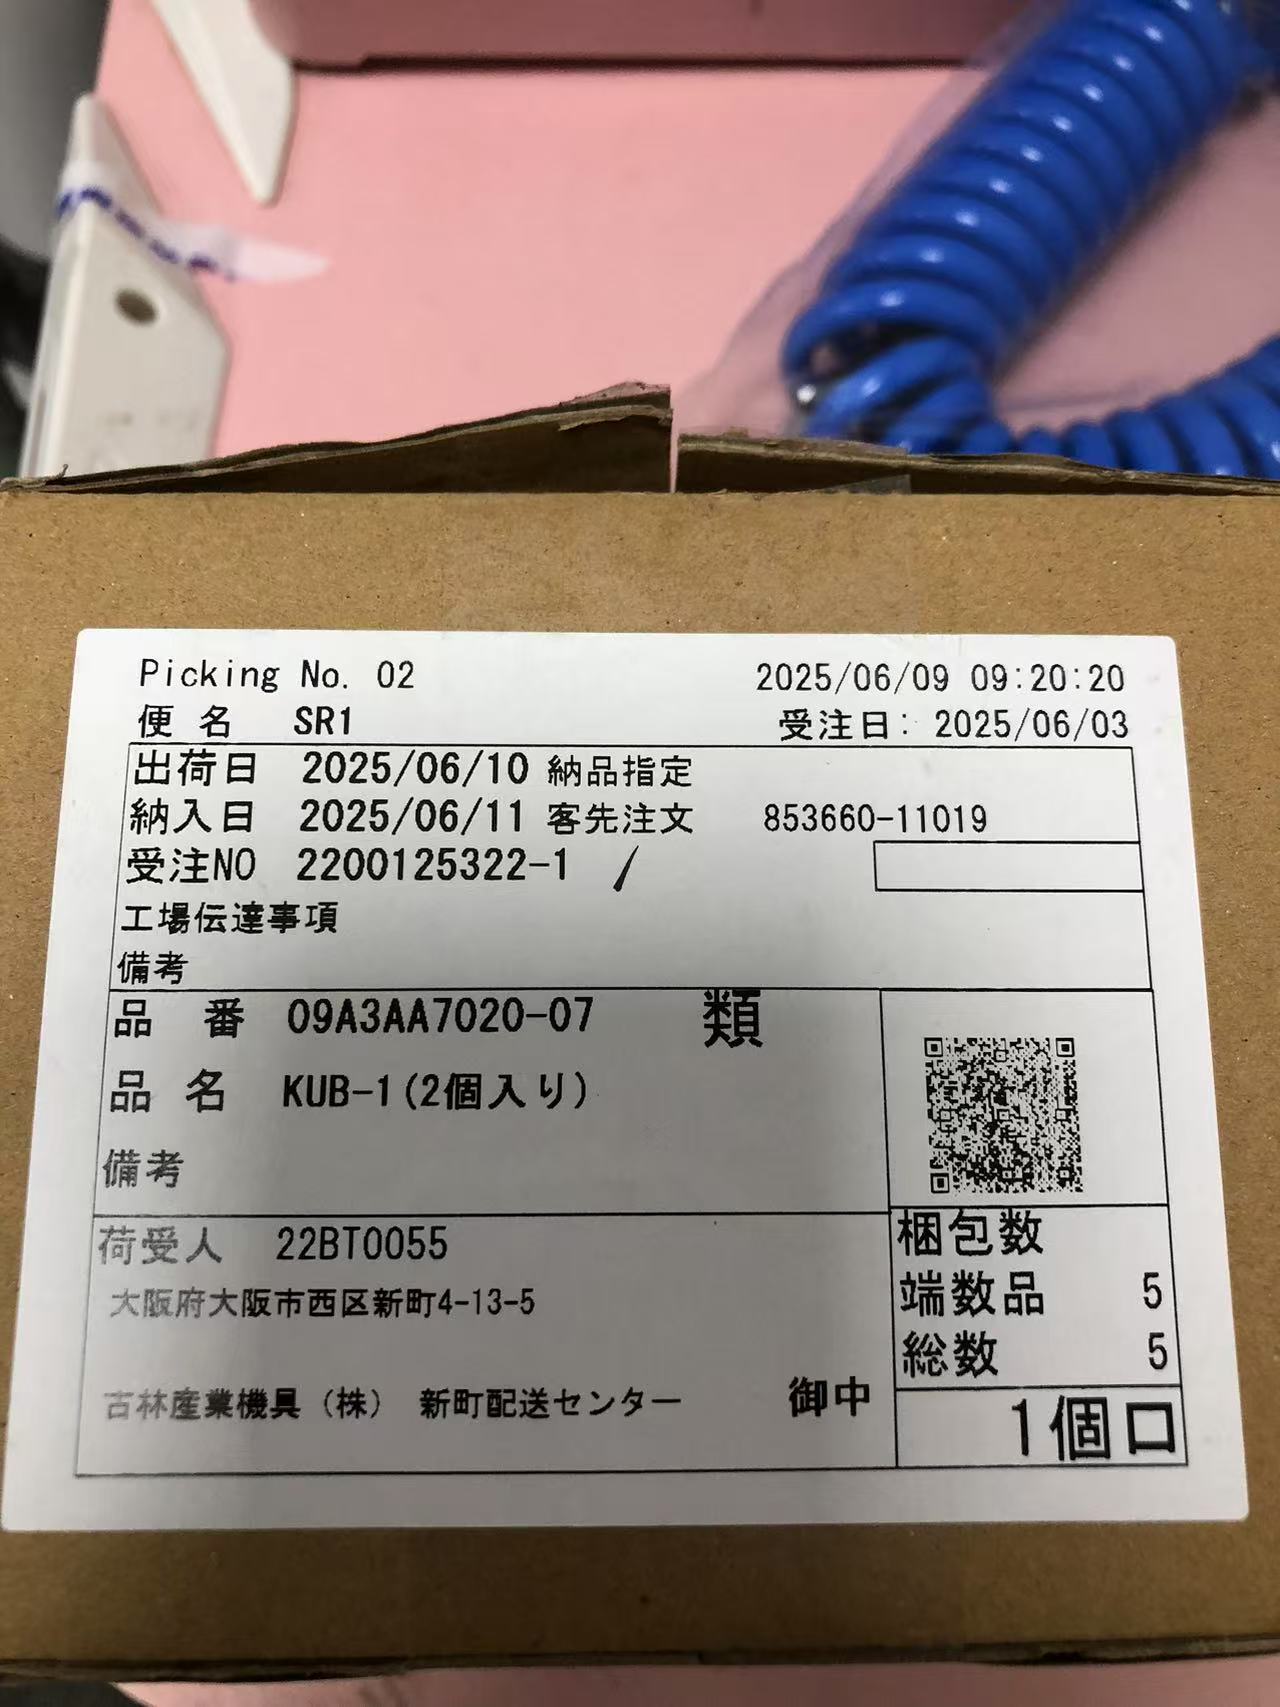 Picking No. 02 2025/06/09 09:20:20
便 名 SR1 受注日: 2025/06/03
出荷日 2025/06/10 納品指定
納入日 2025/06/11 客先注文 853660-11019
受注NO 2200125322-1 /
工場伝達事項
備考
品 番 09A3AA7020-07 類
品 名 KUB-1(2個入り)
備考
荷受人 22BT0055
大阪府大阪市西区新町4-13-5
古林産業機具(株) 新町配送センター 御中
梱包数
端数品 5
総数 5
1個口